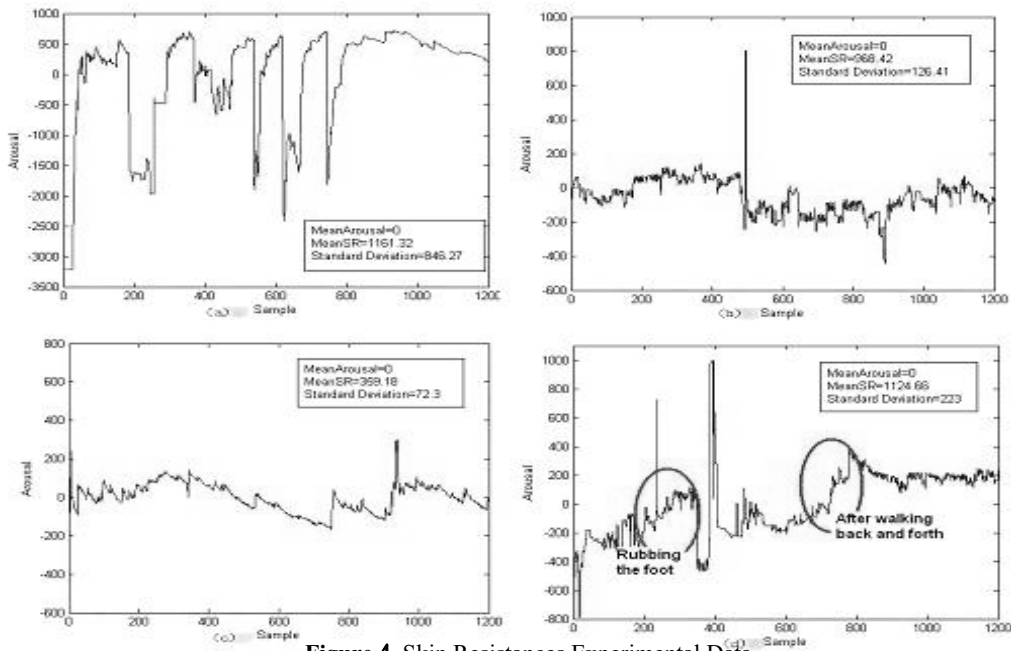 1000
500
0
-500
-1000
-1500
-2000
-2500
-3000
-3500
Arousal
MeanArousal=0
MeanSR=1161.32
Standard Deviation=846.27
0 200 400 600 800 1000 1200
(a) Sample
1000
800
600
400
200
0
-200
-400
-600
Arousal
MeanArousal=0
MeanSR=968.42
Standard Deviation=126.41
0 200 400 600 800 1000 1200
(b) Sample
800
600
400
200
0
-200
-400
-600
Arousal
MeanArousal=0
MeanSR=359.18
Standard Deviation=72.3
0 200 400 600 800 1000 1200
(c) Sample
1000
800
600
400
200
0
-200
-400
-600
-800
Arousal
MeanArousal=0
MeanSR=1124.66
Standard Deviation=223
Rubbing
the foot
After walking
back and forth
0 200 400 600 800 1000 1200
(d) Sample
Figure 4. Skin Resistances Experimental Data